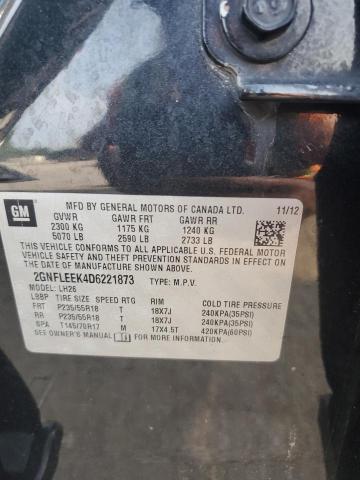 GM
MFD BY GENERAL MOTORS OF CANADA LTD. 11/12
GVWR GAWR FRT GAWR RR
2300 KG 1175 KG 1240 KG
5070 LB 2590 LB 2733 LB
THIS VEHICLE CONFORMS TO ALL APPLICABLE U.S. FEDERAL MOTOR
VEHICLE SAFETY, BUMPER, AND THEFT PREVENTION STANDARDS
IN EFFECT ON THE DATE OF MANUFACTURE SHOWN ABOVE.
2GNFLEEK4D6221873 TYPE: M.P.V.
MODEL: LH26
LBBP TIRE SIZE SPEED RTG RIM COLD TIRE PRESSURE
FRT P235/55R18 T 18X7J 240KPA(35PSI)
RR P235/55R18 T 18X7J 240KPA(35PSI)
SPA T145/70R17 M 17X4.5T 420KPA(60PSI)
SEE OWNER'S MANUAL FOR ADDITIONAL INFORMATION.